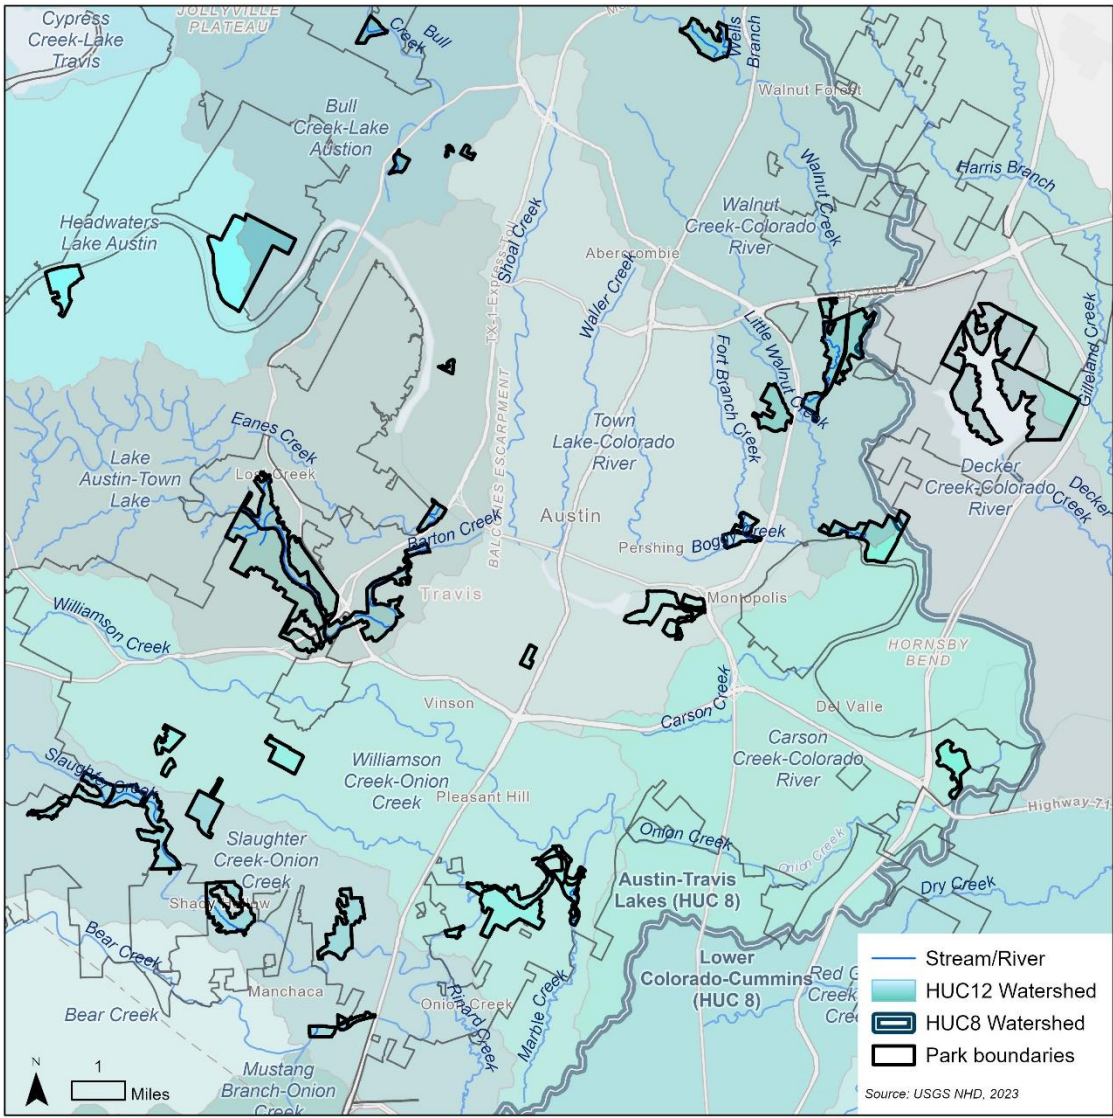 Cypress
Creek-Lake
Travis
JOLLYVILLE
PLATEAU
Bull
Creek
Wells
Branch
Walnut Forest
Bull
Creek-Lake
Austion
Harris Branch
Walnut Creek
Headwaters
Lake Austin
Shoal Creek
Walnut
Creek-Colorado
River
Abercrombie
TX-1-Express-Toll
Waller Creek
Little Walnut Creek
Fort Branch Creek
Gilleland Creek
Eanes Creek
BALCONES ESCARPMENT
Town
Lake-Colorado
River
Lake
Austin-Town
Lake
Lost Creek
Decker
Creek-Colorado
River
Decker
Creek
Austin
Barton Creek
Pershing
Boggy Creek
Travis
Montopolis
Williamson Creek
HORNSBY
BEND
Vinson
Carson Creek
Del Valle
Carson
Creek-Colorado
River
Williamson
Creek-Onion
Creek
Slaughter Creek
Pleasant Hill
Highway 71
Onion Creek
Onion Creek
Slaughter
Creek-Onion
Creek
Austin-Travis
Lakes (HUC 8)
Dry Creek
Shady Hollow
Bear Creek
Lower
Colorado-Cummins
(HUC 8)
Manchaca
Onion Creek
Rinard Creek
Marble Creek
Bear Creek
Mustang
Branch-Onion
Creek
Stream/River
HUC12 Watershed
HUC8 Watershed
Park boundaries
Source: USGS NHD, 2023
N
1
Miles